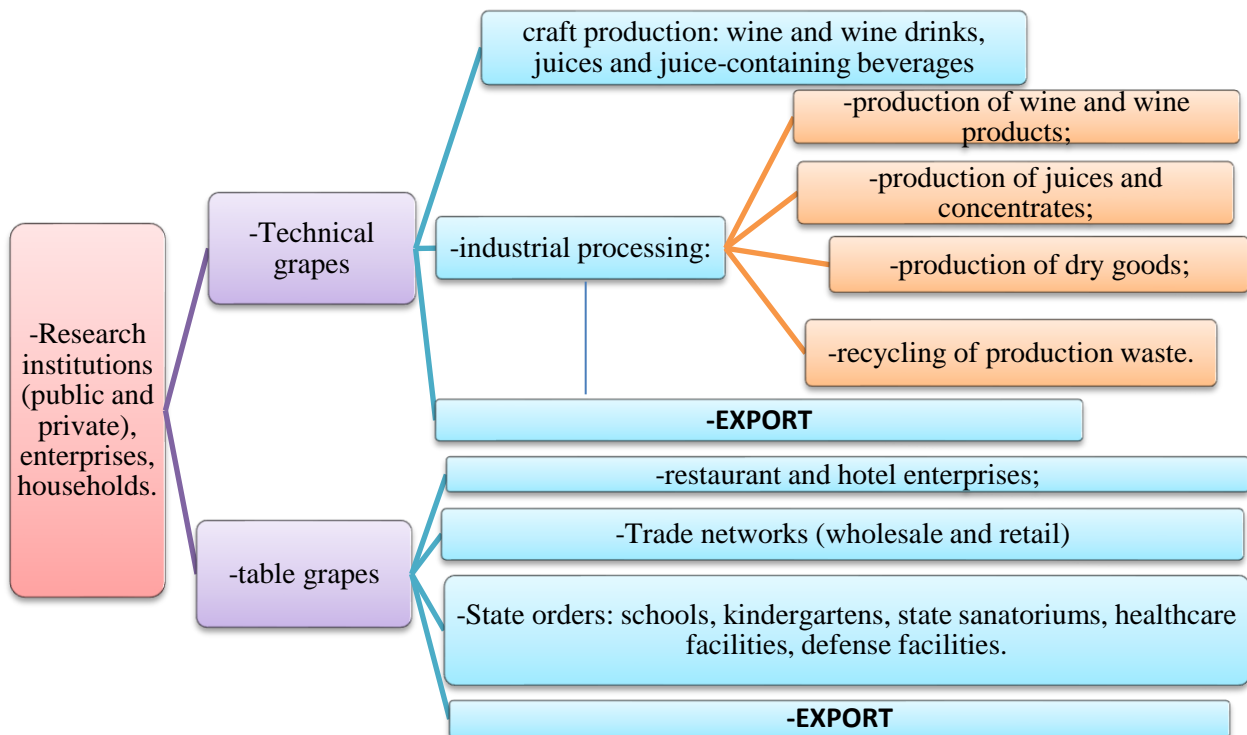 craft production: wine and wine drinks,
juices and juice-containing beverages
-production of wine and wine
products;
-production of juices and
concentrates;
-Technical
grapes
-industrial processing:
-production of dry goods;
-Research
institutions
(public and
private),
enterprises,
households.
-recycling of production waste.
-EXPORT
-restaurant and hotel enterprises;
-Trade networks (wholesale and retail)
-table grapes
-State orders: schools, kindergartens, state sanatoriums, healthcare
facilities, defense facilities.
-EXPORT